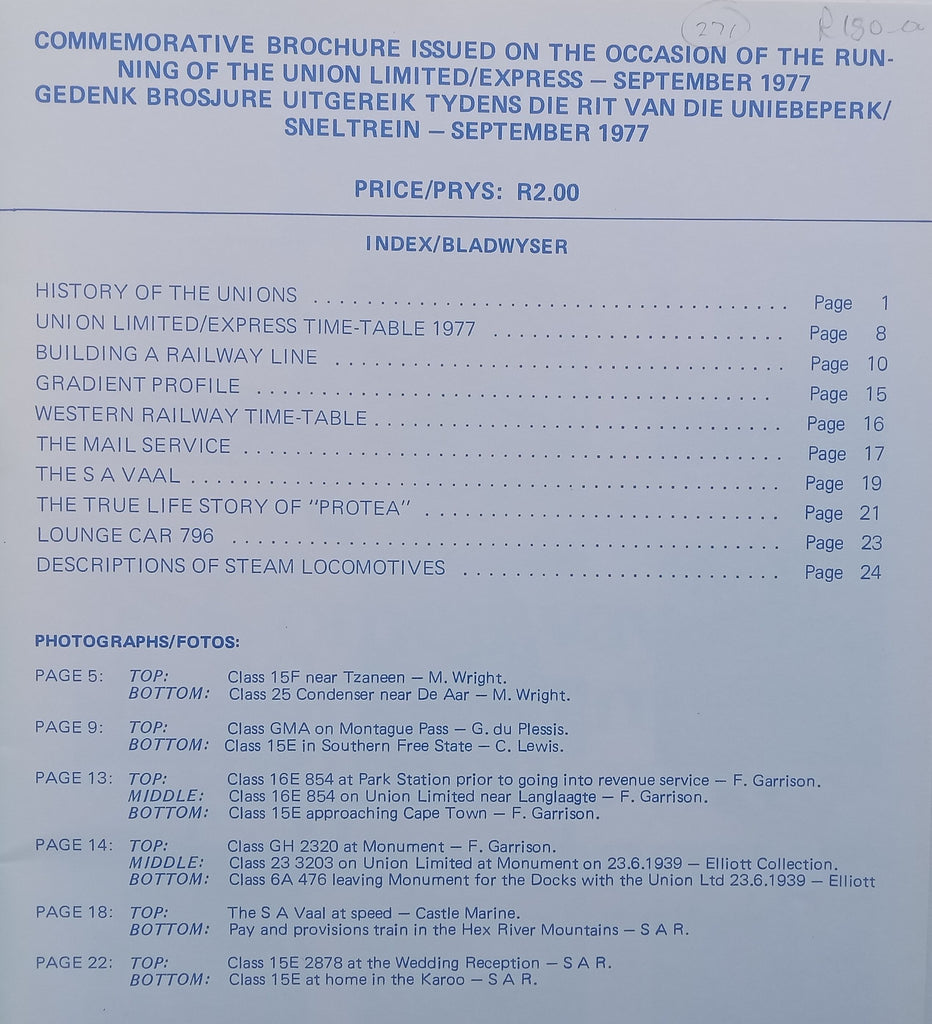 271 R180-00
COMMEMORATIVE BROCHURE ISSUED ON THE OCCASION OF THE RUN-
NING OF THE UNION LIMITED/EXPRESS – SEPTEMBER 1977
GEDENK BROSJURE UITGEREIK TYDENS DIE RIT VAN DIE UNIEBEPERK/
SNELTREIN – SEPTEMBER 1977
PRICE/PRYS: R2.00
INDEX/BLADWYSER
HISTORY OF THE UNIONS .................................... Page 1
UNION LIMITED/EXPRESS TIME-TABLE 1977 ...................... Page 8
BUILDING A RAILWAY LINE .................................. Page 10
GRADIENT PROFILE ....................................... Page 15
WESTERN RAILWAY TIME-TABLE ............................... Page 16
THE MAIL SERVICE ......................................... Page 17
THE S A VAAL ............................................. Page 19
THE TRUE LIFE STORY OF "PROTEA" ........................... Page 21
LOUNGE CAR 796 .......................................... Page 23
DESCRIPTIONS OF STEAM LOCOMOTIVES ........................ Page 24
PHOTOGRAPHS/FOTOS:
PAGE 5: TOP: Class 15F near Tzaneen – M. Wright.
BOTTOM: Class 25 Condenser near De Aar – M. Wright.
PAGE 9: TOP: Class GMA on Montague Pass – G. du Plessis.
BOTTOM: Class 15E in Southern Free State – C. Lewis.
PAGE 13: TOP: Class 16E 854 at Park Station prior to going into revenue service – F. Garrison.
MIDDLE: Class 16E 854 on Union Limited near Langlaagte – F. Garrison.
BOTTOM: Class 15E approaching Cape Town – F. Garrison.
PAGE 14: TOP: Class GH 2320 at Monument – F. Garrison.
MIDDLE: Class 23 3203 on Union Limited at Monument on 23.6.1939 – Elliott Collection.
BOTTOM: Class 6A 476 leaving Monument for the Docks with the Union Ltd 23.6.1939 – Elliott
PAGE 18: TOP: The S A Vaal at speed – Castle Marine.
BOTTOM: Pay and provisions train in the Hex River Mountains – S A R.
PAGE 22: TOP: Class 15E 2878 at the Wedding Reception – S A R.
BOTTOM: Class 15E at home in the Karoo – S A R.